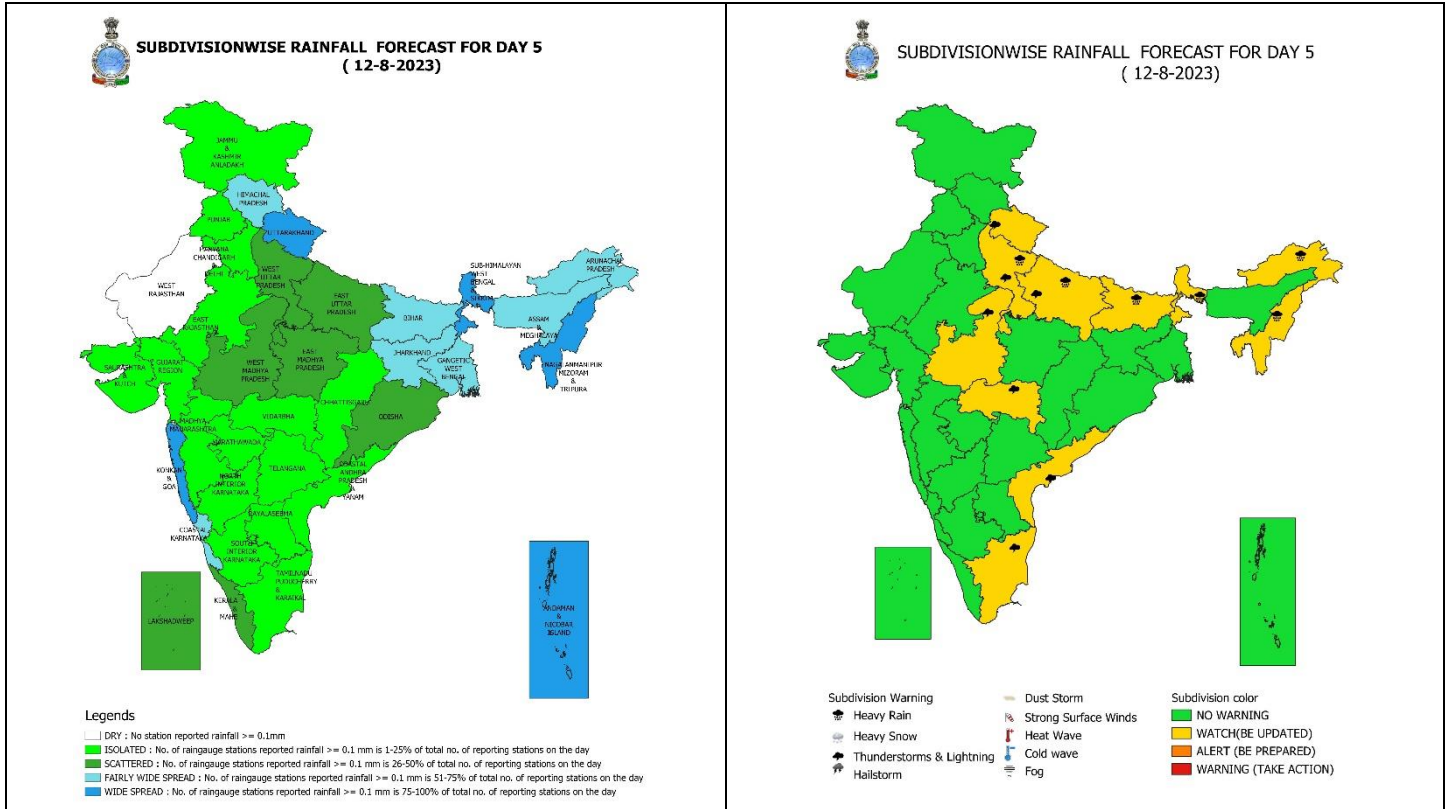 SUBDIVISIONWISE RAINFALL FORECAST FOR DAY 5
( 12-8-2023)
JAMMU
&
KASHMIR
ANLADAKH
HIMACHAL
PRADESH
PUNJAB
UTTARAKHAND
HARYANA
CHANDIGARH
&
DELHI
WEST
UTTAR
PRADESH
WEST
RAJASTHAN
EAST
UTTAR
PRADESH
EAST
RAJASTHAN
SUB-HIMALAYAN
WEST
BENGAL
&
SIKKIM
ARUNACHAL
PRADESH
BIHAR
ASSAM
&
MEGHALAYA
JHARKHAND
GANGETIC
WEST
BENGAL
NAGA ANMANIPUR
MIZORAM
&
TRIPURA
SAURASHTRA
&
KUTCH
GUJARAT
REGION
WEST
MADHYA
PRADESH
EAST
MADHYA
PRADESH
CHHATTISGARH
ODISHA
MADHYA
MAHARASHTRA
VIDARBHA
MARATHAWADA
TELANGANA
COASTAL
ANDHRA
PRADESH
&
YANAM
KONKAN
&
GOA
NORTH
INTERIOR
KARNATAKA
RAYALASEEMA
COASTAL
KARNATAKA
SOUTH
INTERIOR
KARNATAKA
TAMILNADU
PUDUCHERRY
&
KARAIKAL
KERALA
&
MAHE
LAKSHADWEEP
ANDAMAN
&
NICOBAR
ISLAND
Legends
DRY : No station reported rainfall >= 0.1mm
ISOLATED : No. of raingauge stations reported rainfall >= 0.1 mm is 1-25% of total no. of reporting stations on the day
SCATTERED : No. of raingauge stations reported rainfall >= 0.1 mm is 26-50% of total no. of reporting stations on the day
FAIRLY WIDE SPREAD : No. of raingauge stations reported rainfall >= 0.1 mm is 51-75% of total no. of reporting stations on the day
WIDE SPREAD : No. of raingauge stations reported rainfall >= 0.1 mm is 75-100% of total no. of reporting stations on the day
SUBDIVISIONWISE RAINFALL FORECAST FOR DAY 5
( 12-8-2023)
Subdivision Warning
Heavy Rain
Heavy Snow
Thunderstorms & Lightning
Hailstorm
Dust Storm
Strong Surface Winds
Heat Wave
Cold wave
Fog
Subdivision color
NO WARNING
WATCH(BE UPDATED)
ALERT (BE PREPARED)
WARNING (TAKE ACTION)